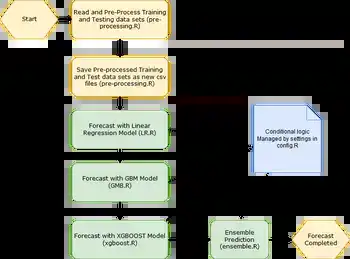 Start
Read and Pre-Process Training
and Testing data sets (pre-
processing.R)
Save Pre-processed Training
and Test data sets as new csv
files (pre-processing.R)
Forecast with Linear
Regression Model (LR.R)
Conditional logic
Managed by settings in
config.R
Forecast with GBM Model
(GMB.R)
Forecast with XGBOOST Model
(xgboost.R)
Ensemble
Prediction
(ensemble.R)
Forecast
Completed